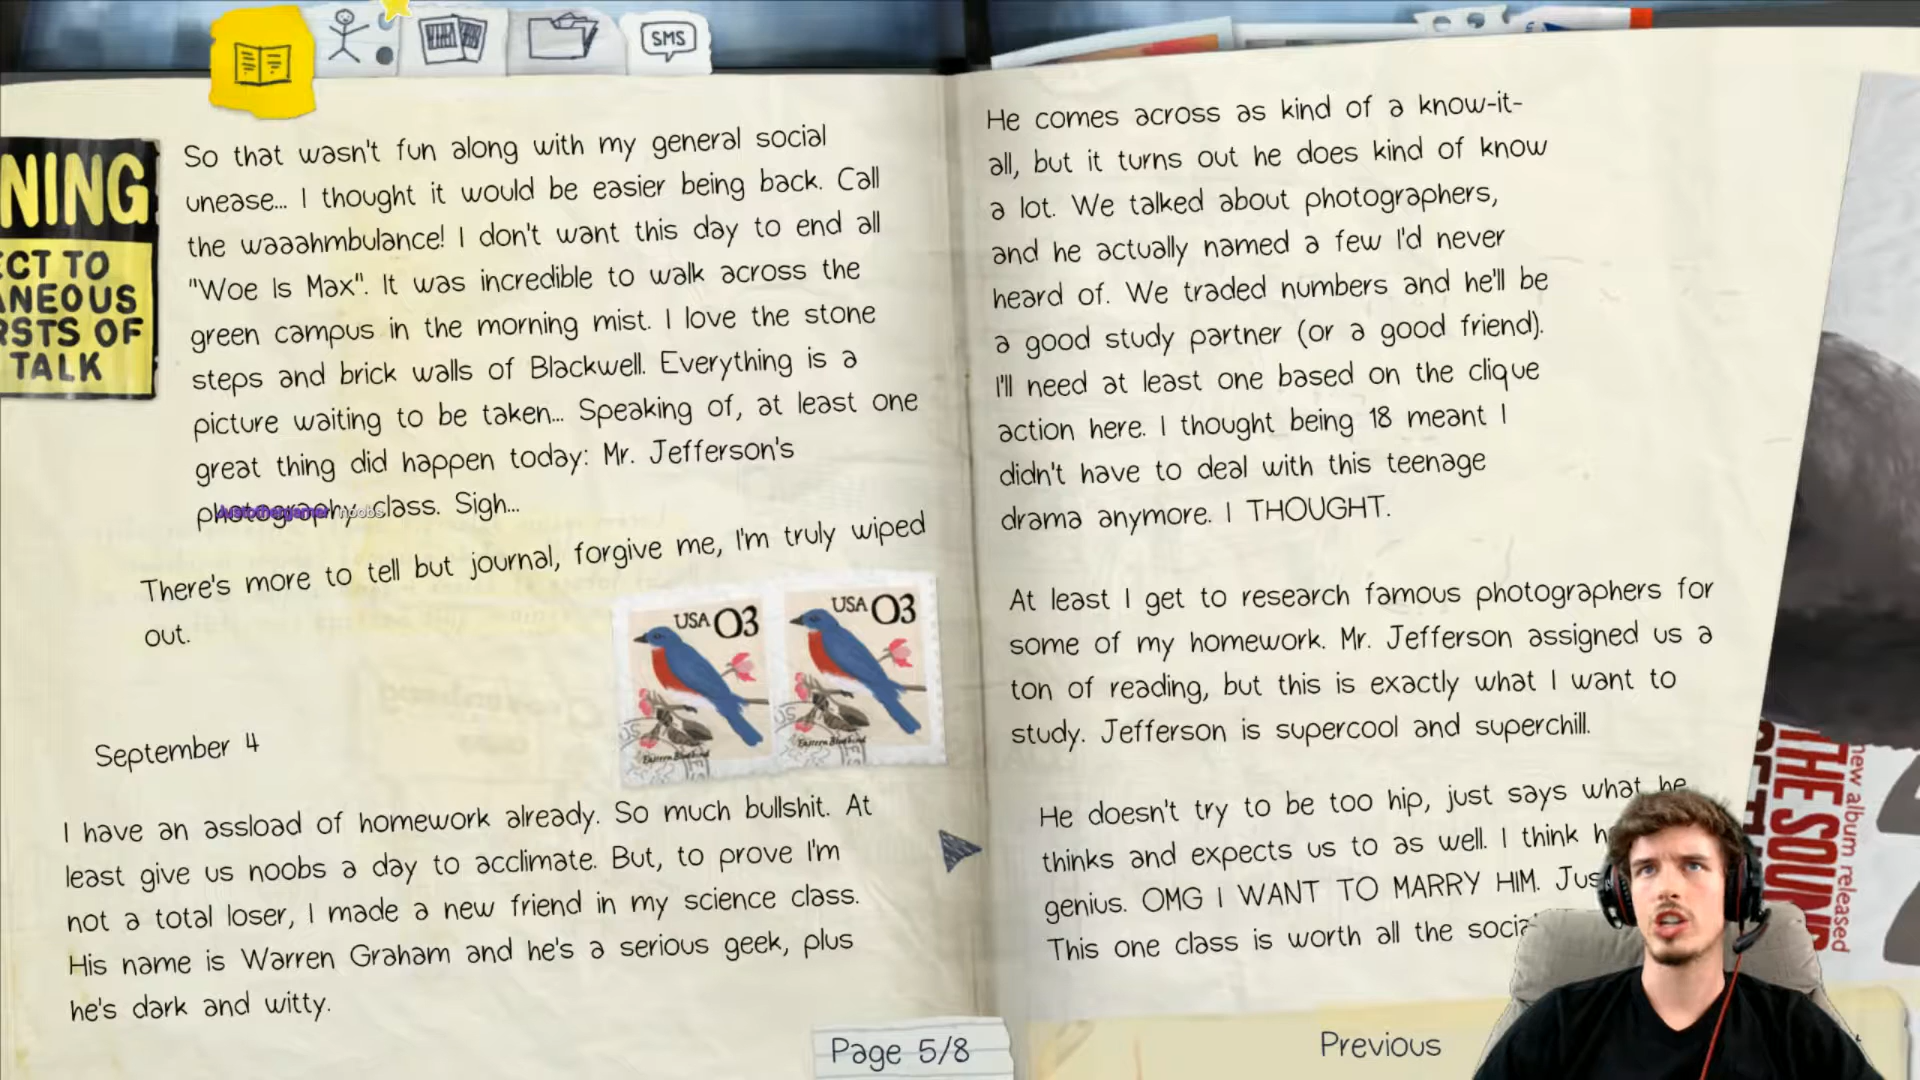 SMS
NING
ECT TO
ANEOUS
RSTS OF
TALK
So that wasn't fun along with my general social
unease... I thought it would be easier being back. Call
the waaahmbulance! I don't want this day to end all
"Woe Is Max". It was incredible to walk across the
green campus in the morning mist. I love the stone
steps and brick walls of Blackwell. Everything is a
picture waiting to be taken... Speaking of, at least one
great thing did happen today: Mr. Jefferson's
photography class. Sigh...
noobs
There's more to tell but journal, forgive me, I'm truly wiped
out.
USA 03
Eastern Bluebird
USA 03
Eastern Bluebird
September 4
I have an assload of homework already. So much bullshit. At
least give us noobs a day to acclimate. But, to prove I'm
not a total loser, I made a new friend in my science class.
His name is Warren Graham and he's a serious geek, plus
he's dark and witty.
He comes across as kind of a know-it-
all, but it turns out he does kind of know
a lot. We talked about photographers,
and he actually named a few I'd never
heard of. We traded numbers and he'll be
a good study partner (or a good friend).
I'll need at least one based on the clique
action here. I thought being 18 meant I
didn't have to deal with this teenage
drama anymore. I THOUGHT.
At least I get to research famous photographers for
some of my homework. Mr. Jefferson assigned us a
ton of reading, but this is exactly what I want to
study. Jefferson is supercool and superchill.
He doesn't try to be too hip, just says what he
thinks and expects us to as well. I think
genius. OMG I WANT TO MARRY HIM.
This one class is worth all the
new album released
THE SOUN
Page 5/8
Previous